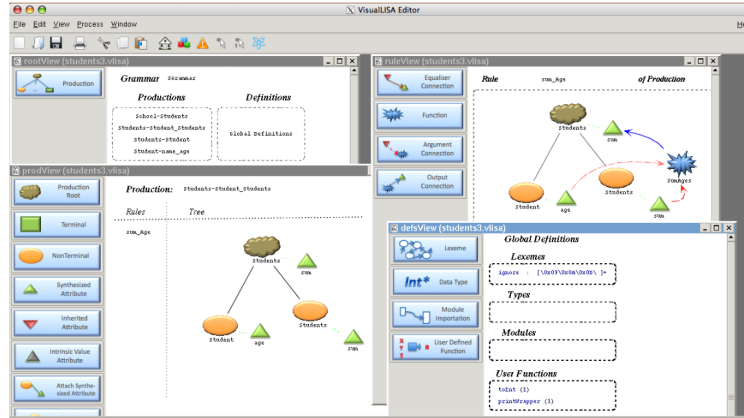 VisualLISA Editor
File Edit View Process Window
rootView (students3.vlisa)
Production
Grammar SGrammar
Productions Definitions
School-Students
Students-Student_Students
Students-Student
Student-name_age
Global Definitions
ruleView (students3.vlisa)
Equalizer
Connection
Function
Argument
Connection
Output
Connection
Rule sum_Age of Production
Students
sum
Student
age
Students
sum
sumAges
prodView (students3.vlisa)
Production
Root
Terminal
NonTerminal
Synthesized
Attribute
Inherited
Attribute
Intrinsic Value
Attribute
Attach Synthe-
sized Attribute
Production: Students-Student_Students
Rules Tree
sum_Age
Students
sum
Student
age
Students
sum
defsView (students3.vlisa)
Lexeme
Int* Data Type
Module
Importation
User Defined
Function
Global Definitions
Lexemes
Types
Modules
User Functions
toInt (1)
printWrapper (1)